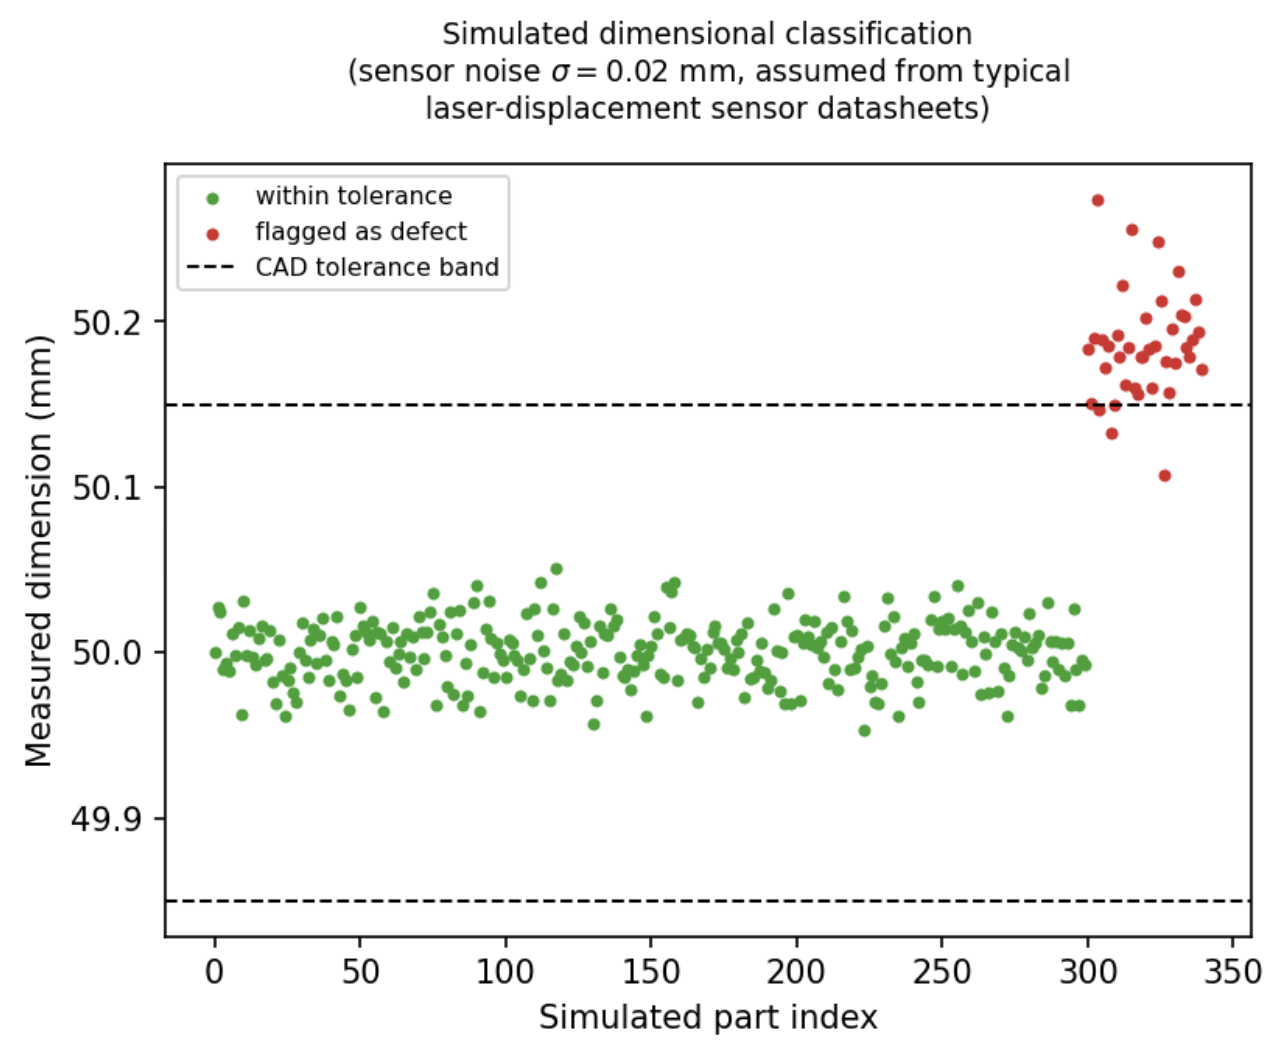 Simulated dimensional classification
(sensor noise σ = 0.02 mm, assumed from typical
laser-displacement sensor datasheets)
within tolerance
flagged as defect
CAD tolerance band
Measured dimension (mm)
50.2
50.1
50.0
49.9
0 50 100 150 200 250 300 350
Simulated part index